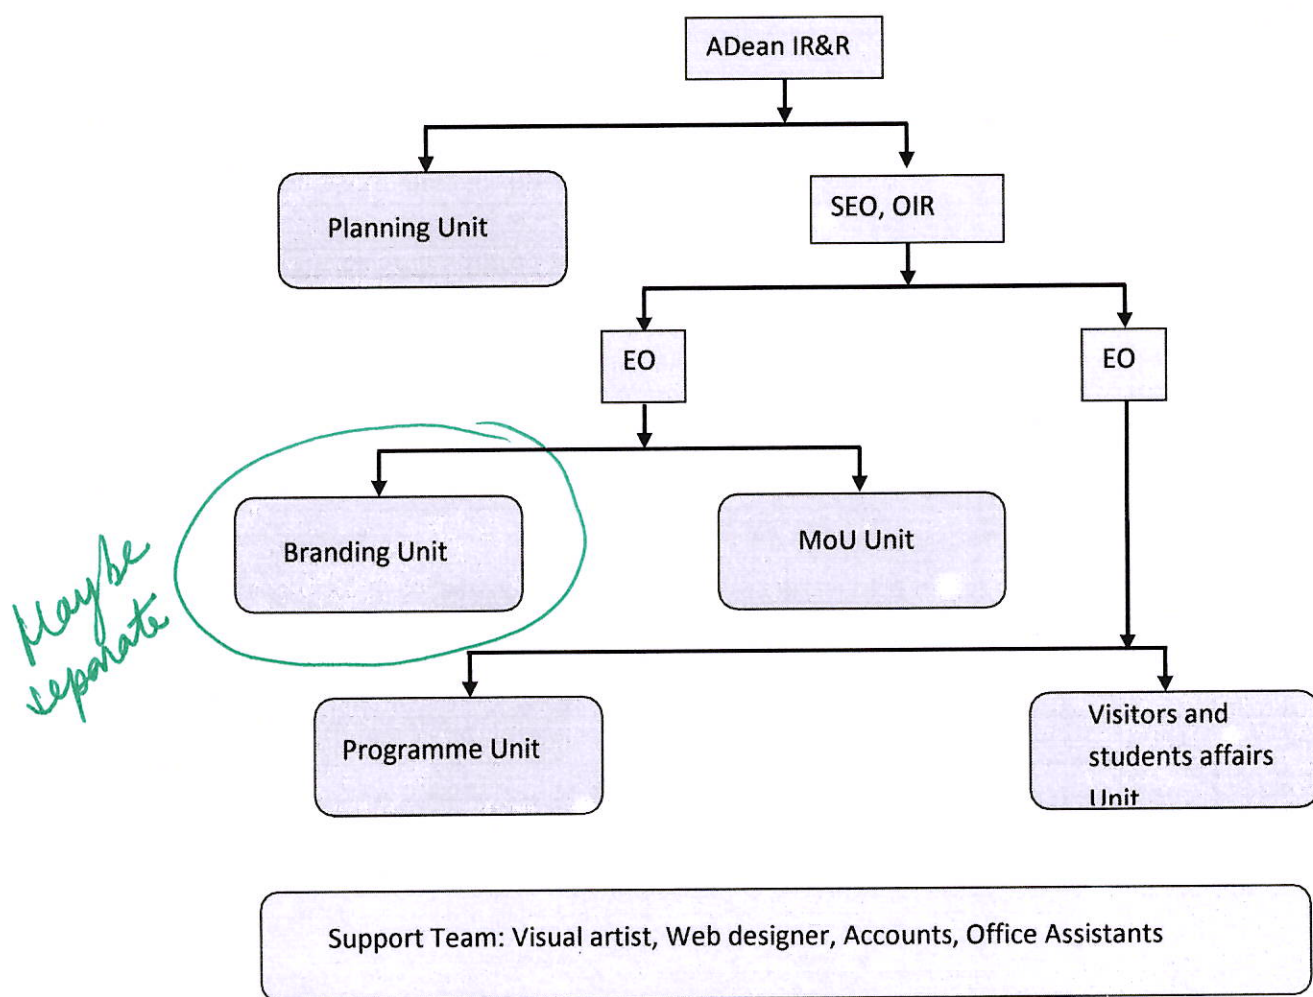 ADean IR&R
Planning Unit
SEO, OIR
EO
EO
Branding Unit
MoU Unit
Maybe
separate
Programme Unit
Visitors and
students affairs
Unit
Support Team: Visual artist, Web designer, Accounts, Office Assistants